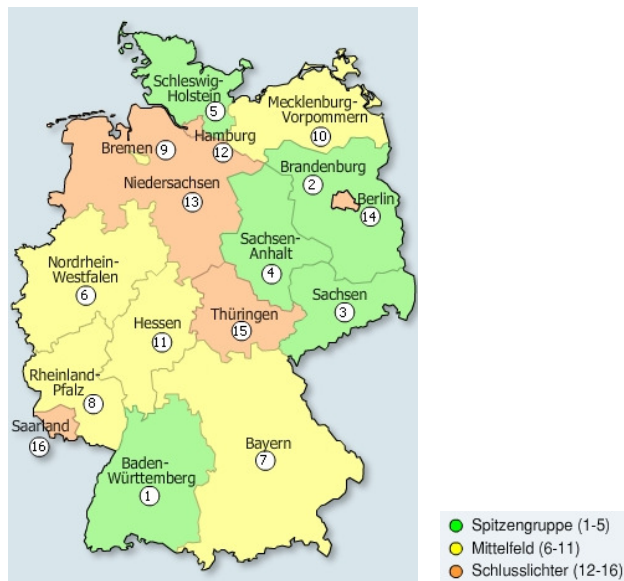 Schleswig-
Holstein
5
Mecklenburg-
Vorpommern
10
Hamburg
12
Bremen 9
Brandenburg
2
Niedersachsen
13
Berlin
14
Sachsen-
Anhalt
4
Nordrhein-
Westfalen
6
Sachsen
3
Hessen
11
Thüringen
15
Rheinland-
Pfalz
8
Saarland
16
Bayern
7
Baden-
Württemberg
1
Spitzengruppe (1-5)
Mittelfeld (6-11)
Schlusslichter (12-16)